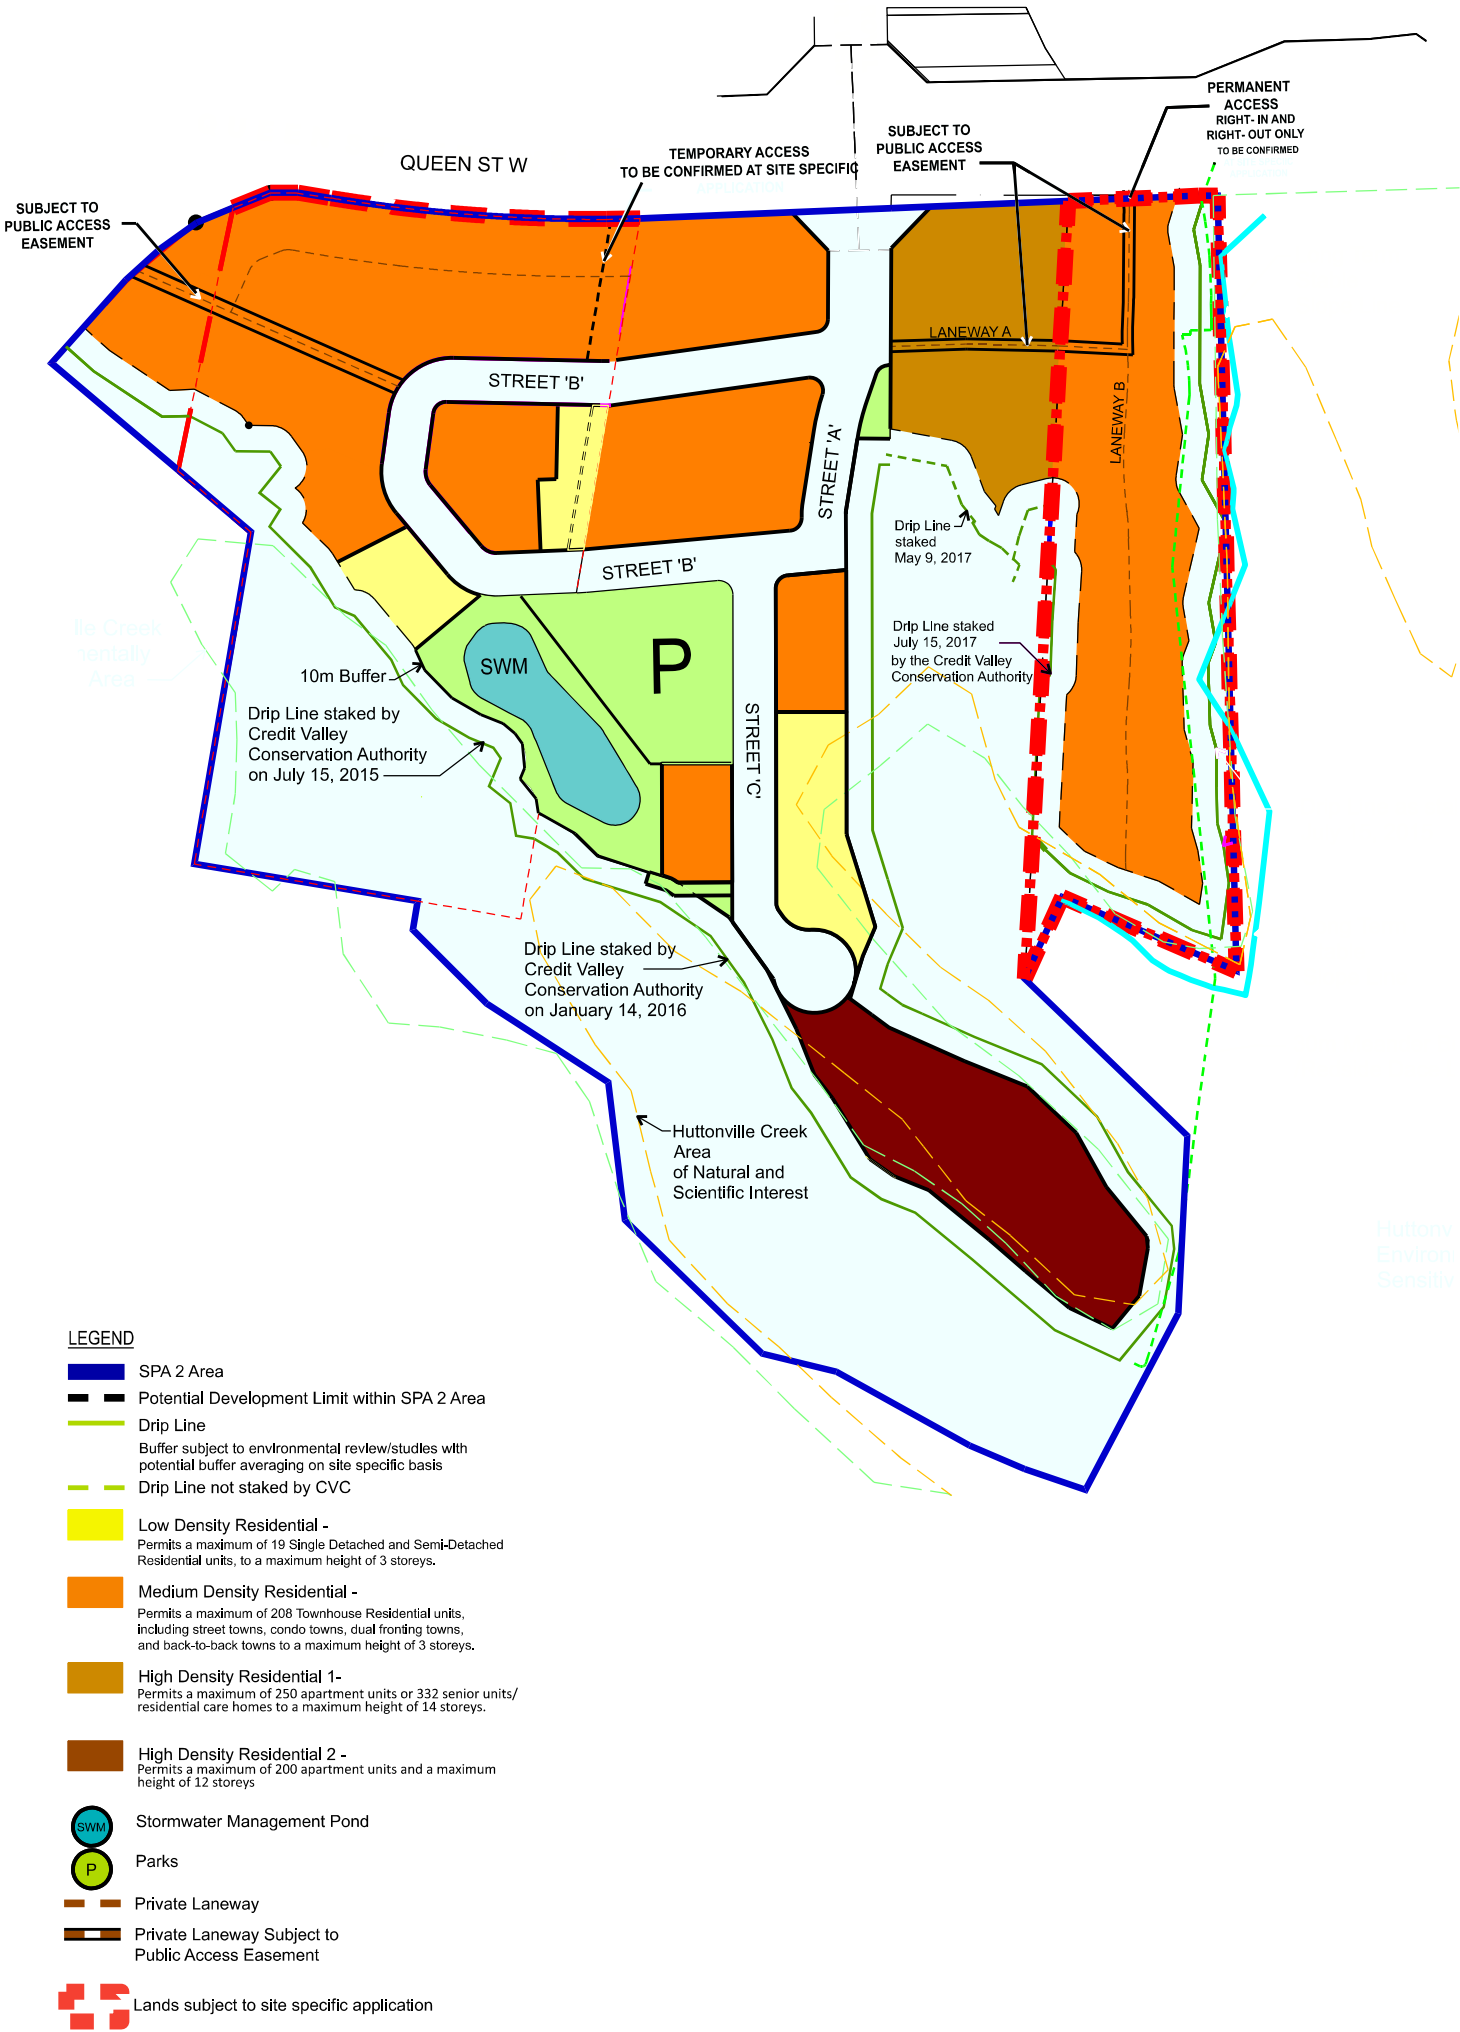 QUEEN ST W
TEMPORARY ACCESS
TO BE CONFIRMED AT SITE SPECIFIC
SUBJECT TO
PUBLIC ACCESS
EASEMENT
PERMANENT
ACCESS
RIGHT- IN AND
RIGHT- OUT ONLY
TO BE CONFIRMED
SUBJECT TO
PUBLIC ACCESS
EASEMENT
LANEWAY A
LANEWAY B
STREET 'B'
STREET 'A'
STREET 'B'
STREET 'C'
Drip Line
staked
May 9, 2017
Drip Line staked
July 15, 2017
by the Credit Valley
Conservation Authority
SWM
P
10m Buffer
Drip Line staked by
Credit Valley
Conservation Authority
on July 15, 2015
Drip Line staked by
Credit Valley
Conservation Authority
on January 14, 2016
Huttonville Creek
Area
of Natural and
Scientific Interest
lle Creek
Area
LEGEND
SPA 2 Area
Potential Development Limit within SPA 2 Area
Drip Line
Buffer subject to environmental review/studies with
potential buffer averaging on site specific basis
Drip Line not staked by CVC
Low Density Residential -
Permits a maximum of 19 Single Detached and Semi-Detached
Residential units, to a maximum height of 3 storeys.
Medium Density Residential -
Permits a maximum of 208 Townhouse Residential units,
including street towns, condo towns, dual fronting towns,
and back-to-back towns to a maximum height of 3 storeys.
High Density Residential 1-
Permits a maximum of 250 apartment units or 332 senior units/
residential care homes to a maximum height of 14 storeys.
High Density Residential 2 -
Permits a maximum of 200 apartment units and a maximum
height of 12 storeys
SWM
Stormwater Management Pond
P
Parks
Private Laneway
Private Laneway Subject to
Public Access Easement
Lands subject to site specific application